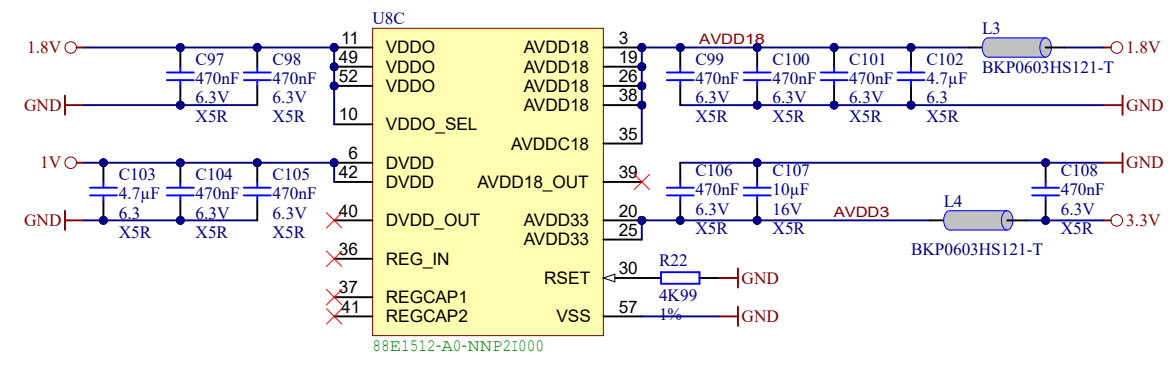 U8C
1.8V
11
VDDO
49
VDDO
52
VDDO
10
VDDO_SEL
C97
470nF
6.3V
X5R
C98
470nF
6.3V
X5R
GND
1V
6
DVDD
42
DVDD
C103
4.7µF
6.3
X5R
C104
470nF
6.3V
X5R
C105
470nF
6.3V
X5R
GND
40
DVDD_OUT
36
REG_IN
37
REGCAP1
41
REGCAP2
AVDD18
3
AVDD18
19
AVDD18
26
AVDD18
38
AVDDC18
35
AVDD18_OUT
39
AVDD33
20
AVDD33
25
RSET
30
VSS
57
AVDD18
L3
BKP0603HS121-T
1.8V
C99
470nF
6.3V
X5R
C100
470nF
6.3V
X5R
C101
470nF
6.3V
X5R
C102
4.7µF
6.3
X5R
GND
GND
C106
470nF
6.3V
X5R
C107
10µF
16V
X5R
C108
470nF
6.3V
X5R
AVDD3
L4
BKP0603HS121-T
3.3V
R22
4K99
1%
GND
GND
88E1512-A0-NNP2I000